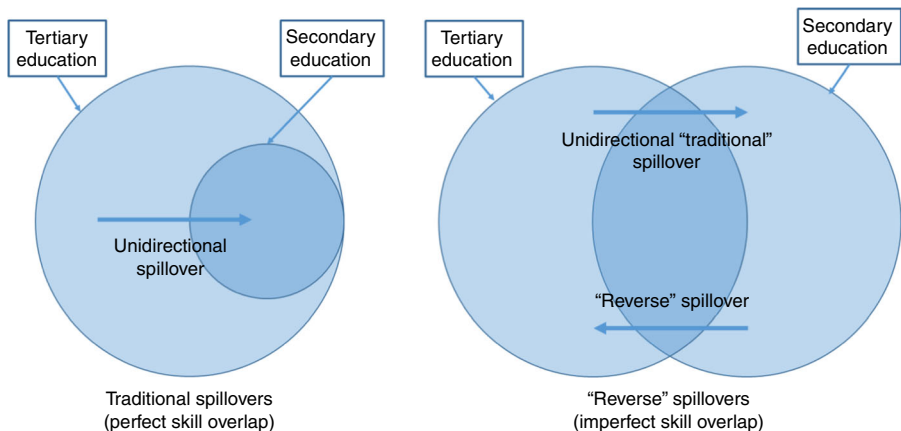 Tertiary
education
Secondary
education
Unidirectional
spillover
Traditional spillovers
(perfect skill overlap)
Tertiary
education
Secondary
education
Unidirectional “traditional”
spillover
“Reverse” spillover
“Reverse” spillovers
(imperfect skill overlap)